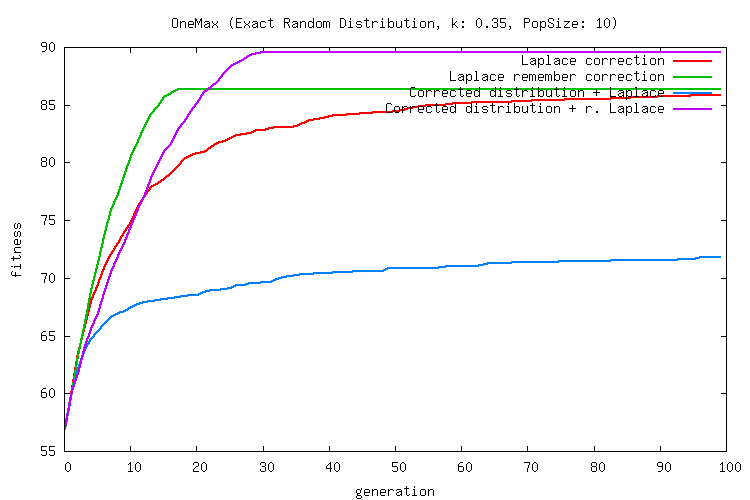 OneMax (Exact Random Distribution, k: 0.35, PopSize: 10)
90
Laplace correction
Laplace remember correction
Corrected distribution + Laplace
Corrected distribution + r. Laplace
85
80
75
70
65
60
55
fitness
0 10 20 30 40 50 60 70 80 90 100
generation